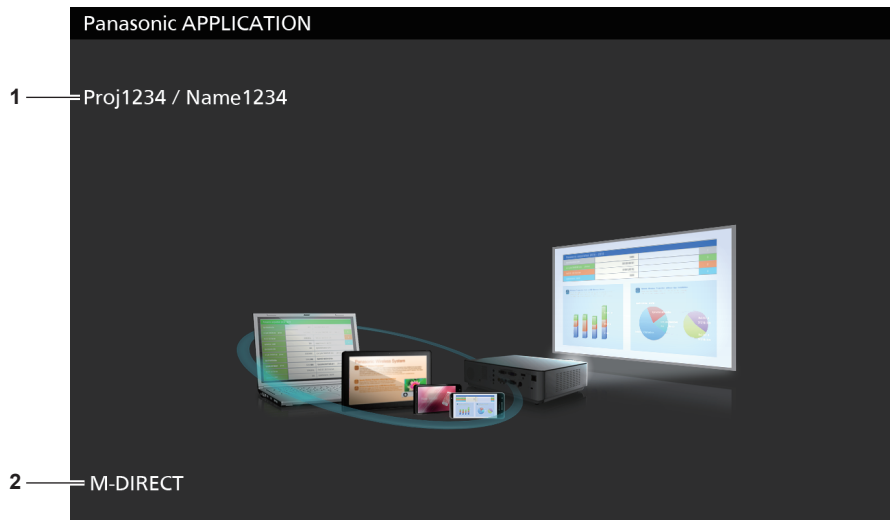 Panasonic APPLICATION
1
Proj1234 / Name1234
2
M-DIRECT